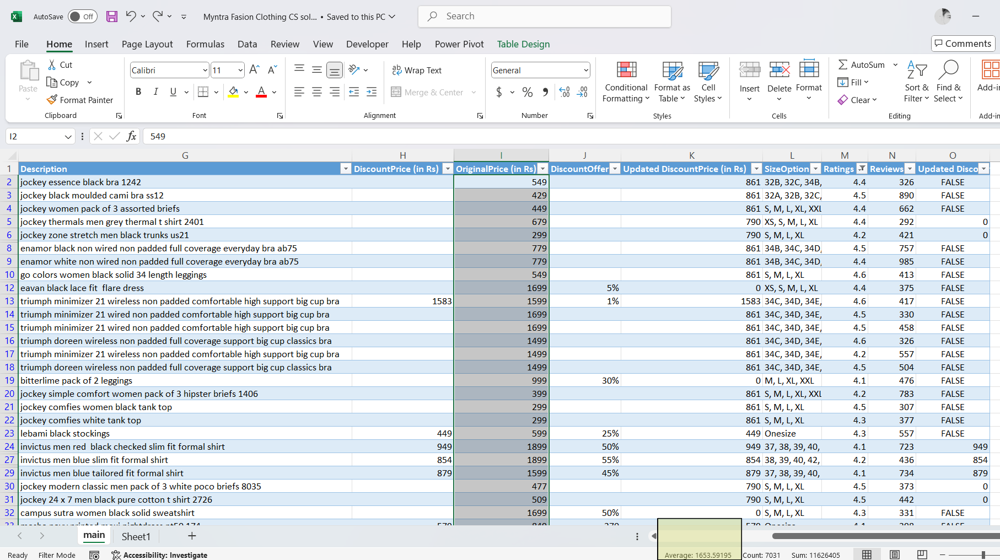 AutoSave Off Myntra Fasion Clothing CS sol... • Saved to this PC Search
File Home Insert Page Layout Formulas Data Review View Developer Help Power Pivot Table Design Comments
Paste Cut Copy Format Painter Clipboard
Calibri 11 B I U A Font
Wrap Text Merge & Center Alignment
General $ % Number
Conditional Formatting Format as Table Cell Styles Styles
Insert Delete Format Cells
AutoSum Fill Clear Sort & Filter Find & Select Editing
I2 fx 549
G H I J K L M N O
1 Description DiscountPrice (in Rs) OriginalPrice (in Rs) DiscountOffer Updated DiscountPrice (in Rs) SizeOption Ratings Reviews Updated Disco
2 jockey essence black bra 1242 549 861 32B, 32C, 34B, 4.4 326 FALSE
3 jockey black moulded cami bra ss12 429 861 32A, 32B, 32C, 4.5 890 FALSE
4 jockey women pack of 3 assorted briefs 449 861 S, M, L, XL, XXL 4.4 662 FALSE
5 jockey thermals men grey thermal t shirt 2401 679 790 XS, S, M, L, XL 4.4 292 0
6 jockey zone stretch men black trunks us21 299 790 S, M, L, XL 4.2 421 0
8 enamor black non wired non padded full coverage everyday bra ab75 779 861 34B, 34C, 34D, 4.5 757 FALSE
9 enamor white non wired non padded full coverage everyday bra ab75 779 861 34B, 34C, 34D, 4.4 985 FALSE
10 go colors women black solid 34 length leggings 549 861 S, M, L, XL 4.6 413 FALSE
12 eavan black lace fit  flare dress 1699 5% 0 XS, S, M, L, XL 4.4 375 FALSE
13 triumph minimizer 21 wireless non padded comfortable high support big cup bra 1583 1599 1% 1583 34C, 34D, 34E, 4.6 417 FALSE
14 triumph minimizer 21 wired non padded comfortable high support big cup bra 1699 861 34C, 34D, 34E, 4.5 330 FALSE
15 triumph minimizer 21 wired non padded comfortable high support big cup bra 1699 861 34C, 34D, 34E, 4.5 458 FALSE
16 triumph doreen wireless non padded full coverage support big cup classics bra 1499 861 34C, 34D, 34E, 4.6 326 FALSE
17 triumph minimizer 21 wireless non padded comfortable high support big cup bra 1499 861 34C, 34D, 34E, 4.2 557 FALSE
18 triumph doreen wireless non padded full coverage support big cup classics bra 1499 861 34C, 34D, 34E, 4.5 504 FALSE
19 bitterlime pack of 2 leggings 999 30% 0 M, L, XL, XXL 4.1 476 FALSE
20 jockey simple comfort women pack of 3 hipster briefs 1406 399 861 S, M, L, XL, XXL 4.2 783 FALSE
21 jockey comfies women black tank top 299 861 S, M, L, XL 4.5 307 FALSE
22 jockey comfies white tank top 299 861 S, M, L, XL 4.3 377 FALSE
23 lebami black stockings 449 599 25% 449 Onesize 4.3 557 FALSE
24 invictus men red  black checked slim fit formal shirt 949 1899 50% 949 37, 38, 39, 40, 4.1 723 949
27 invictus men blue slim fit formal shirt 854 1899 55% 854 38, 39, 40, 42, 4.2 436 854
29 invictus men blue tailored fit formal shirt 879 1599 45% 879 37, 38, 39, 40, 4.1 734 879
30 jockey modern classic men pack of 3 white poco briefs 8035 477 790 S, M, L, XL 4.5 373 0
31 jockey 24 x 7 men black pure cotton t shirt 2726 509 790 S, M, L, XL 4.5 442 0
32 campus sutra women black solid sweatshirt 1699 50% 0 S, M, L, XL 4.3 331 FALSE
main Sheet1
Ready Filter Mode Accessibility: Investigate Average: 1653.59195 Count: 7031 Sum: 11626405